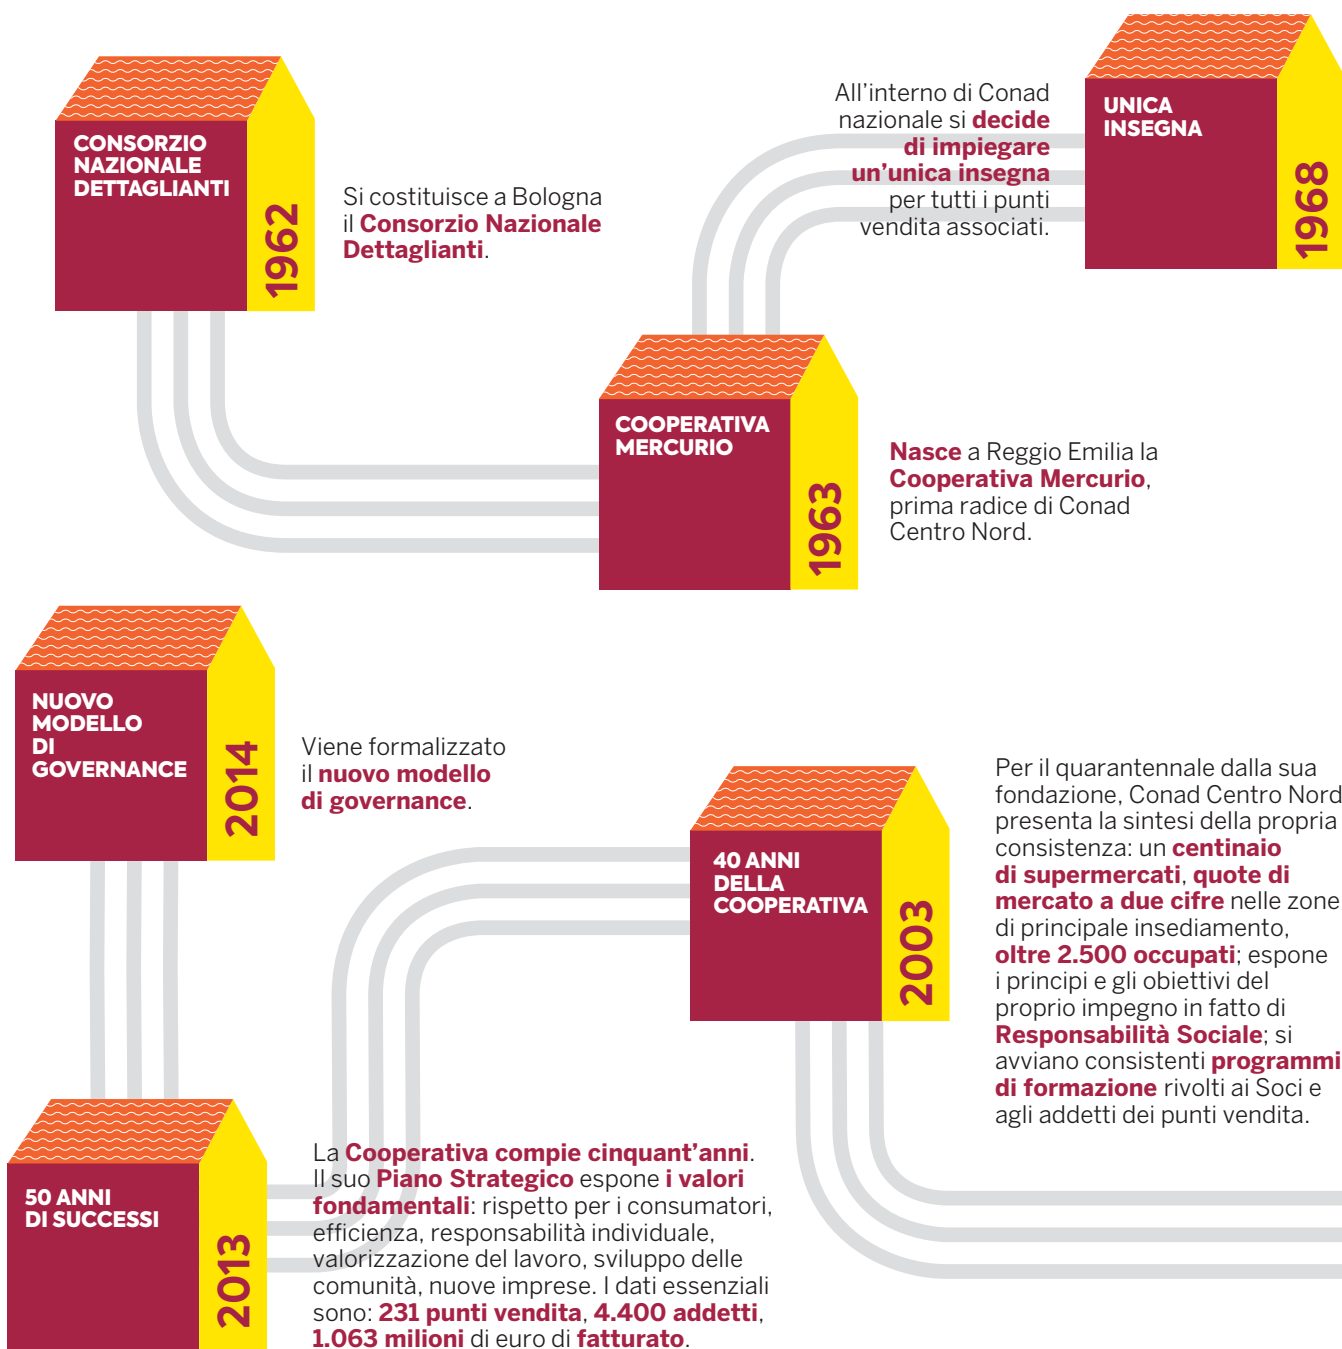 CONSORZIO
NAZIONALE
DETTAGLIANTI
1962
Si costituisce a Bologna
il Consorzio Nazionale
Dettaglianti.
All’interno di Conad
nazionale si decide
di impiegare
un’unica insegna
per tutti i punti
vendita associati.
UNICA
INSEGNA
1968
COOPERATIVA
MERCURIO
1963
Nasce a Reggio Emilia la
Cooperativa Mercurio,
prima radice di Conad
Centro Nord.
NUOVO
MODELLO
DI
GOVERNANCE
2014
Viene formalizzato
il nuovo modello
di governance.
40 ANNI
DELLA
COOPERATIVA
2003
Per il quarantennale dalla sua
fondazione, Conad Centro Nord
presenta la sintesi della propria
consistenza: un centinaio
di supermercati, quote di
mercato a due cifre nelle zone
di principale insediamento,
oltre 2.500 occupati; espone
i principi e gli obiettivi del
proprio impegno in fatto di
Responsabilità Sociale; si
avviano consistenti programmi
di formazione rivolti ai Soci e
agli addetti dei punti vendita.
50 ANNI
DI SUCCESSI
2013
La Cooperativa compie cinquant’anni.
Il suo Piano Strategico espone i valori
fondamentali: rispetto per i consumatori,
efficienza, responsabilità individuale,
valorizzazione del lavoro, sviluppo delle
comunità, nuove imprese. I dati essenziali
sono: 231 punti vendita, 4.400 addetti,
1.063 milioni di euro di fatturato.